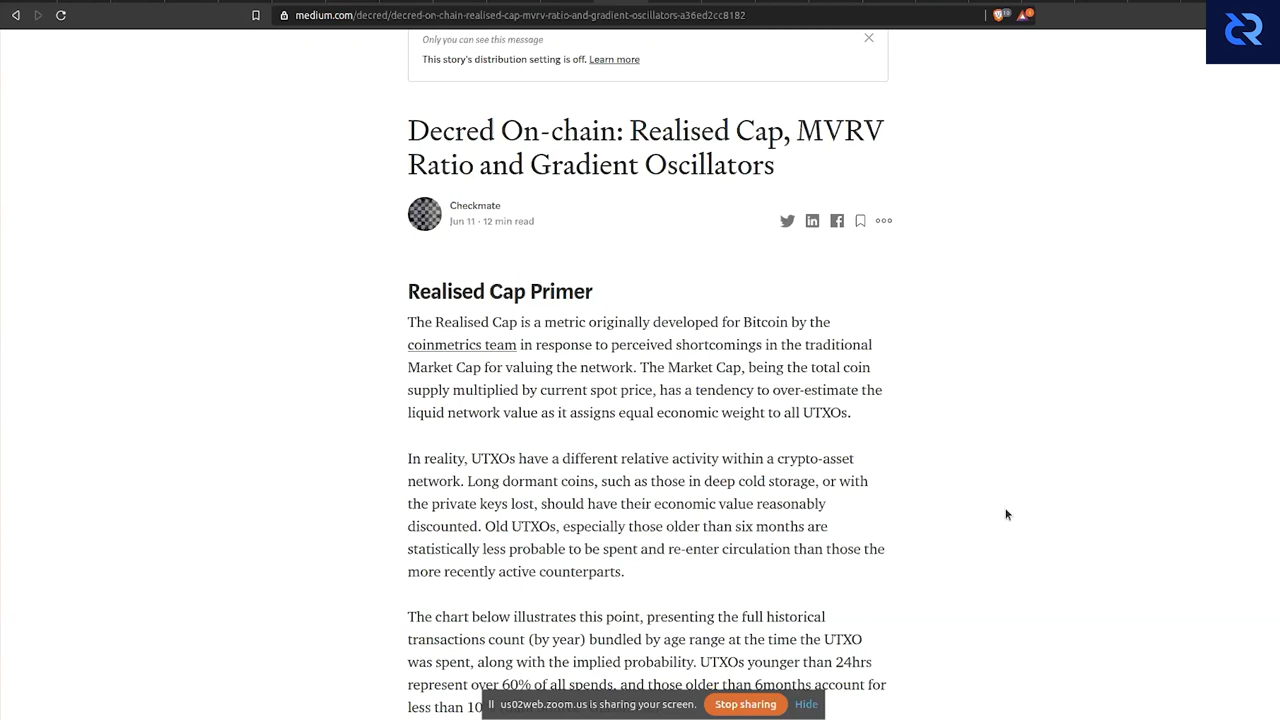 medium.com/decred/decred-on-chain-realised-cap-mvrv-ratio-and-gradient-oscillators-a36ed2cc8182
Only you can see this message
This story's distribution setting is off. Learn more
Decred On-chain: Realised Cap, MVRV
Ratio and Gradient Oscillators
Checkmate
Jun 11 · 12 min read
Realised Cap Primer
The Realised Cap is a metric originally developed for Bitcoin by the
coinmetrics team in response to perceived shortcomings in the traditional
Market Cap for valuing the network. The Market Cap, being the total coin
supply multiplied by current spot price, has a tendency to over-estimate the
liquid network value as it assigns equal economic weight to all UTXOs.
In reality, UTXOs have a different relative activity within a crypto-asset
network. Long dormant coins, such as those in deep cold storage, or with
the private keys lost, should have their economic value reasonably
discounted. Old UTXOs, especially those older than six months are
statistically less probable to be spent and re-enter circulation than those the
more recently active counterparts.
The chart below illustrates this point, presenting the full historical
transactions count (by year) bundled by age range at the time the UTXO
was spent, along with the implied probability. UTXOs younger than 24hrs
represent over 60% of all spends, and those older than 6months account for
less than 10
us02web.zoom.us is sharing your screen. Stop sharing Hide